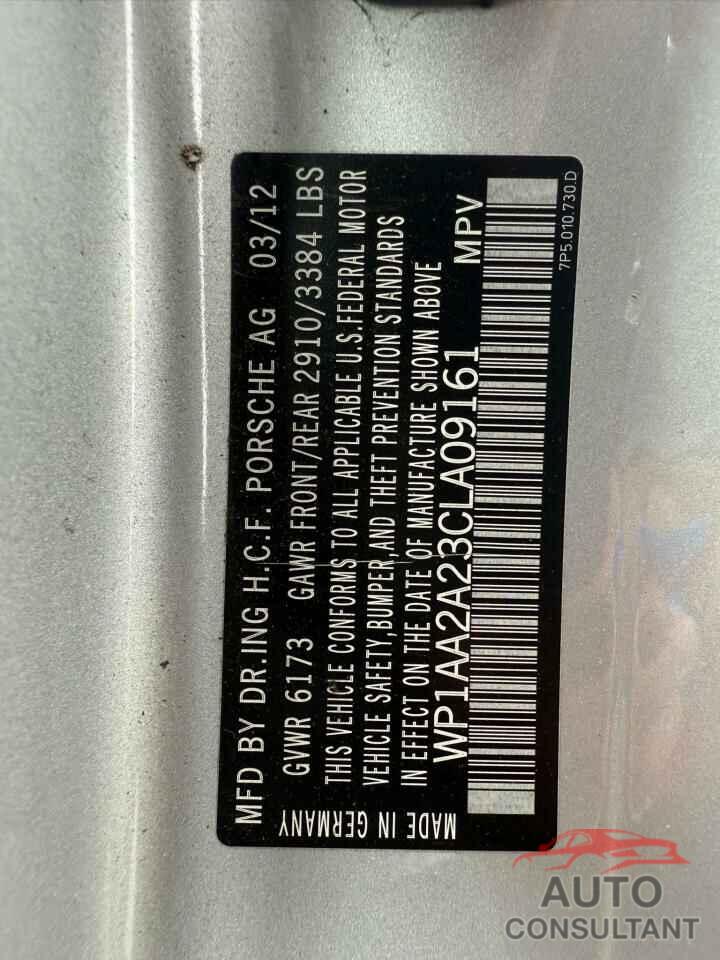 MFD BY DR.ING H.C.F. PORSCHE AG 03/12
GVWR 6173 GAWR FRONT/REAR 2910/3384 LBS
THIS VEHICLE CONFORMS TO ALL APPLICABLE U.S.FEDERAL MOTOR
VEHICLE SAFETY,BUMPER,AND THEFT PREVENTION STANDARDS
IN EFFECT ON THE DATE OF MANUFACTURE SHOWN ABOVE
WP1AA2A23CLA09161 MPV
MADE IN GERMANY
7P5.010.730.D
AUTO
CONSULTANT